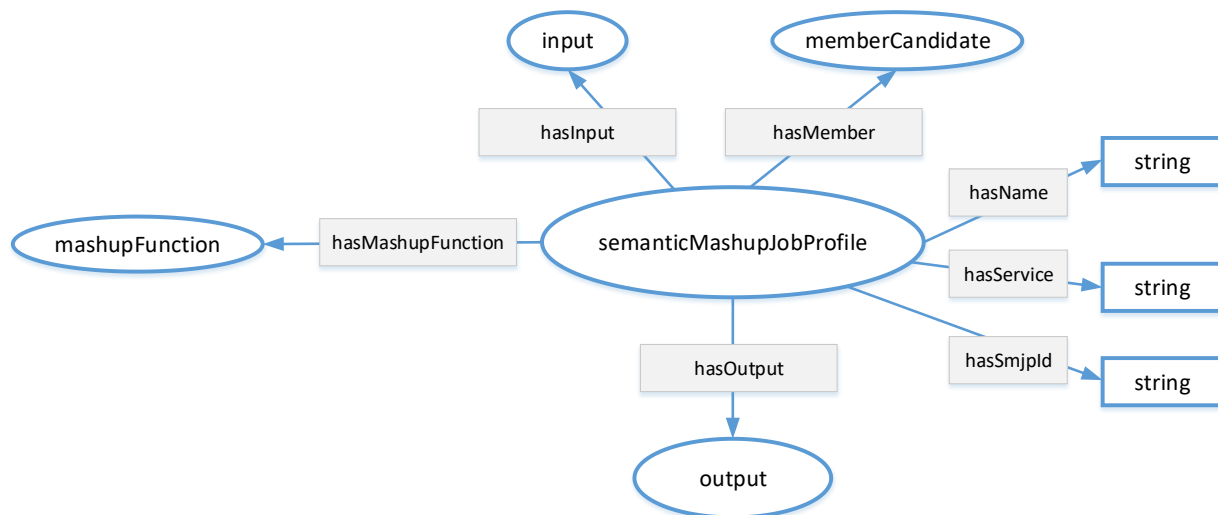 input
memberCandidate
hasInput
hasMember
string
hasName
mashupFunction
hasMashupFunction
semanticMashupJobProfile
hasService
string
hasOutput
hasSmjpId
string
output